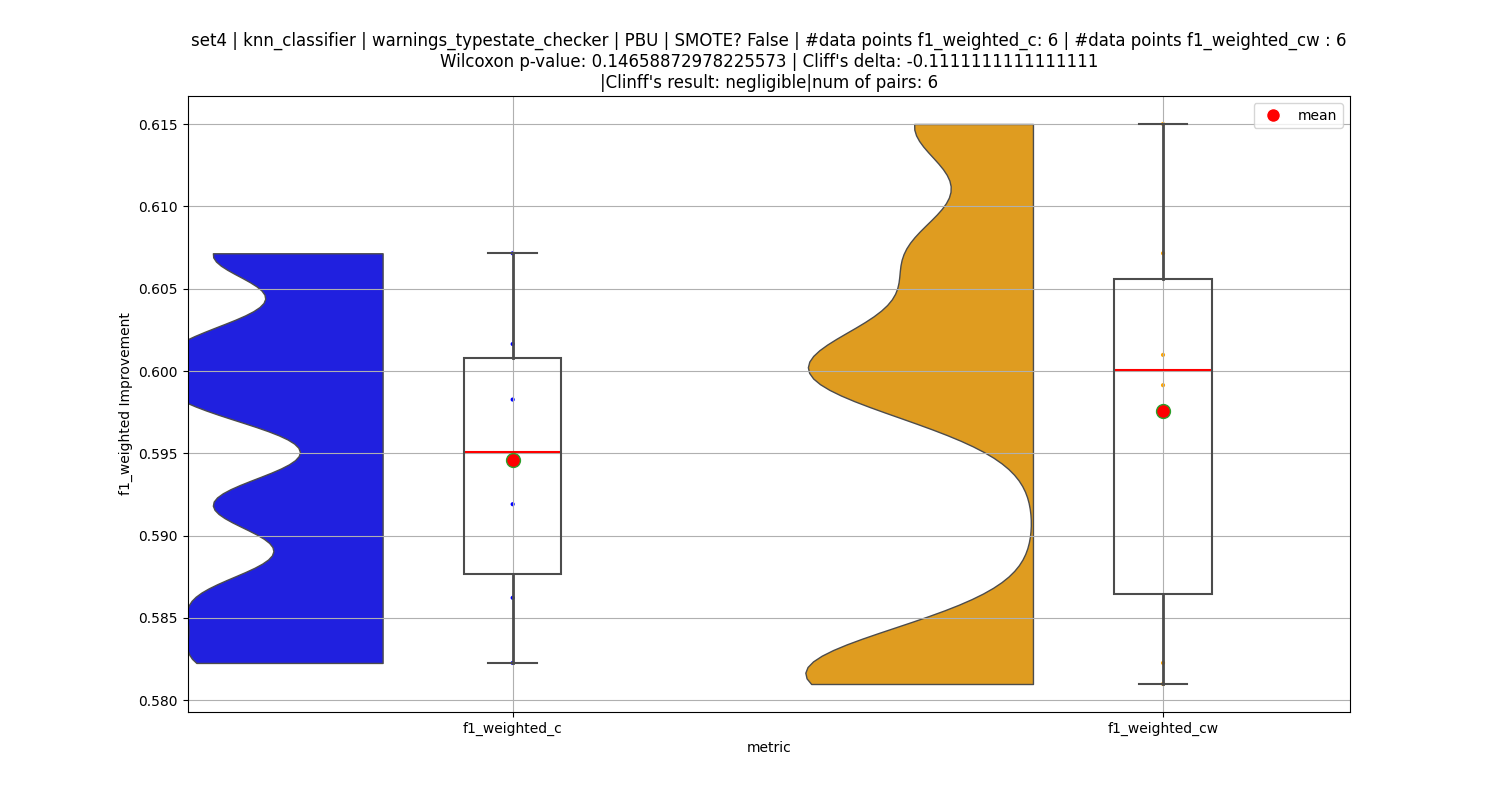 set4 | knn_classifier | warnings_typestate_checker | PBU | SMOTE? False | #data points f1_weighted_c: 6 | #data points f1_weighted_cw : 6
Wilcoxon p-value: 0.14658872978225573 | Cliff's delta: -0.1111111111111111
|Clinff's result: negligible|num of pairs: 6
mean
0.615
0.610
0.605
0.600
0.595
0.590
0.585
0.580
f1_weighted Improvement
f1_weighted_c
f1_weighted_cw
metric